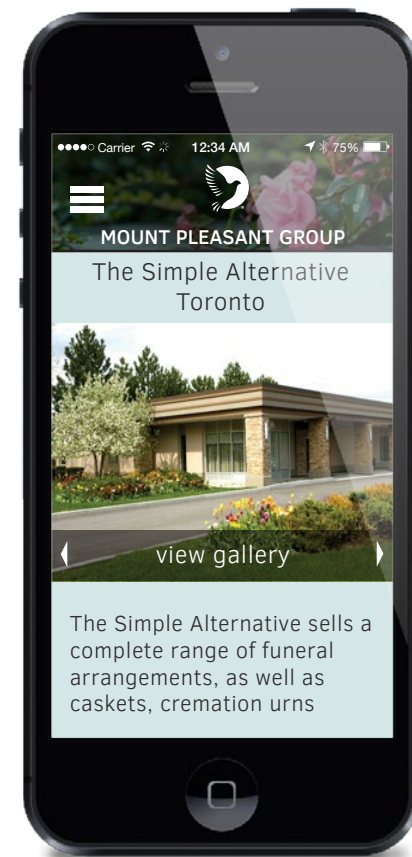 Carrier 12:34 AM 75%
MOUNT PLEASANT GROUP
The Simple Alternative
Toronto
view gallery
The Simple Alternative sells a
complete range of funeral
arrangements, as well as
caskets, cremation urns